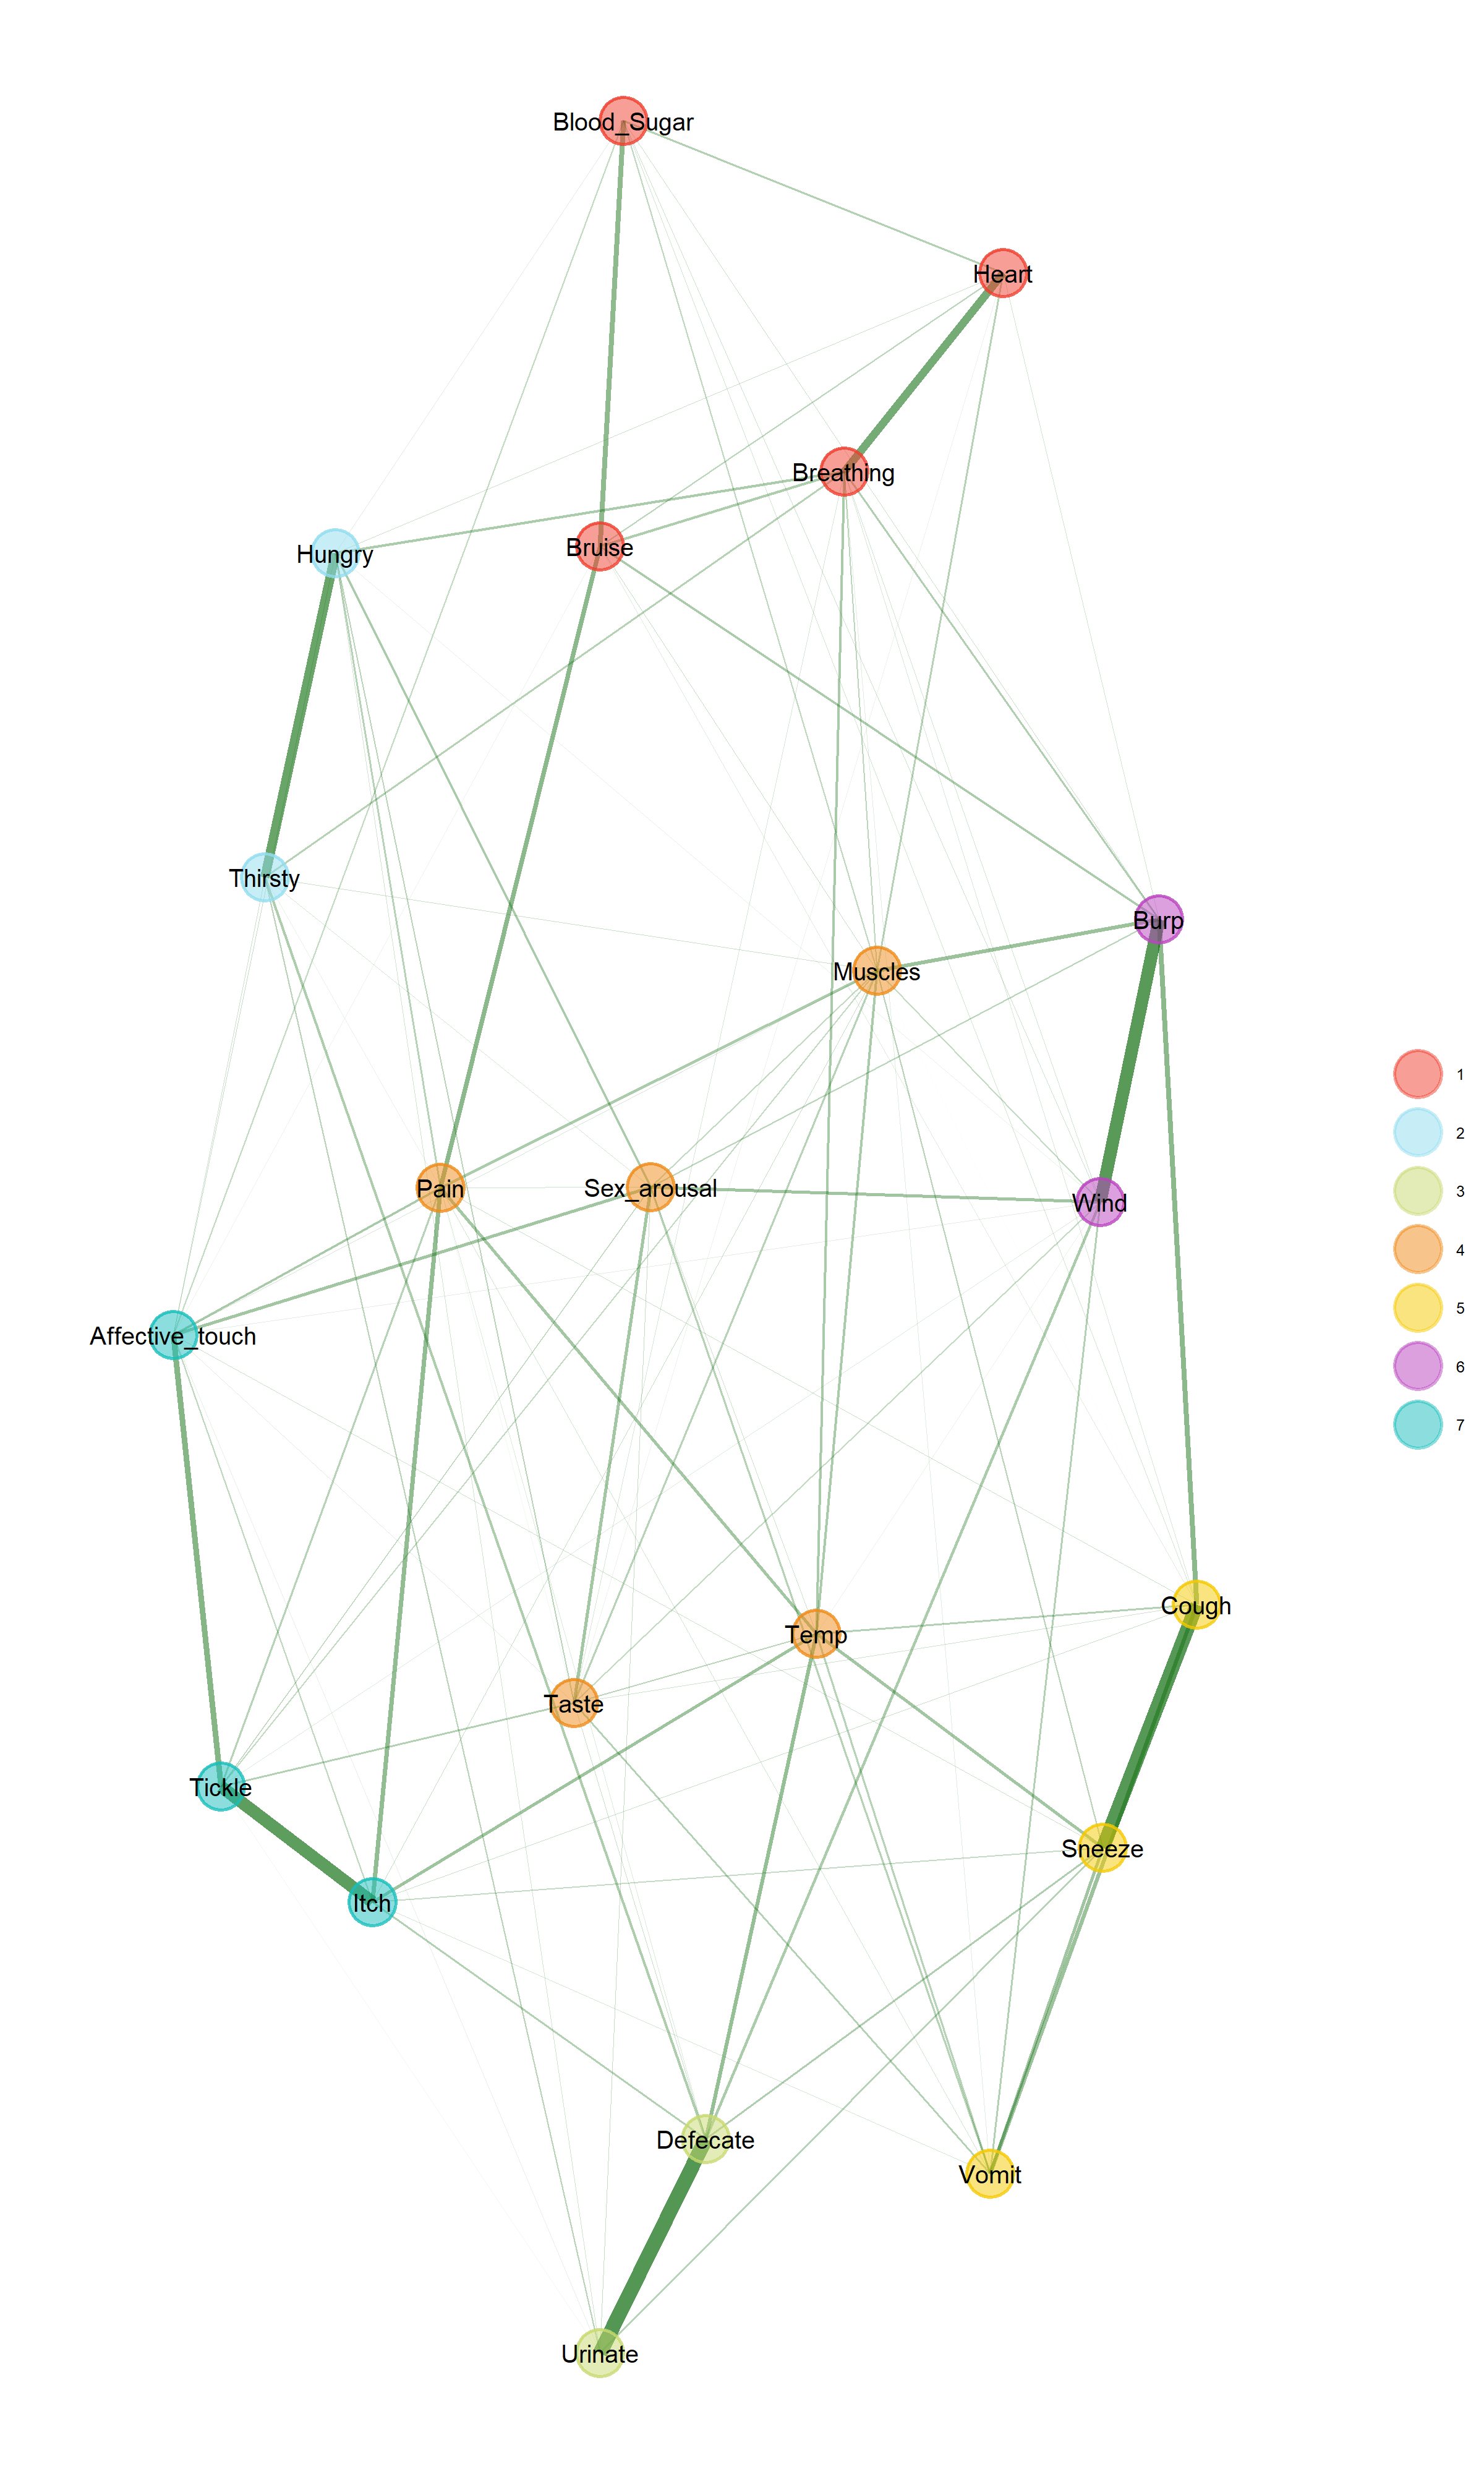 Blood_Sugar
Heart
Breathing
Bruise
Hungry
Thirsty
Burp
Muscles
Pain
Sex_arousal
Wind
Affective_touch
Cough
Temp
Taste
Tickle
Sneeze
Itch
Defecate
Vomit
Urinate
1
2
3
4
5
6
7